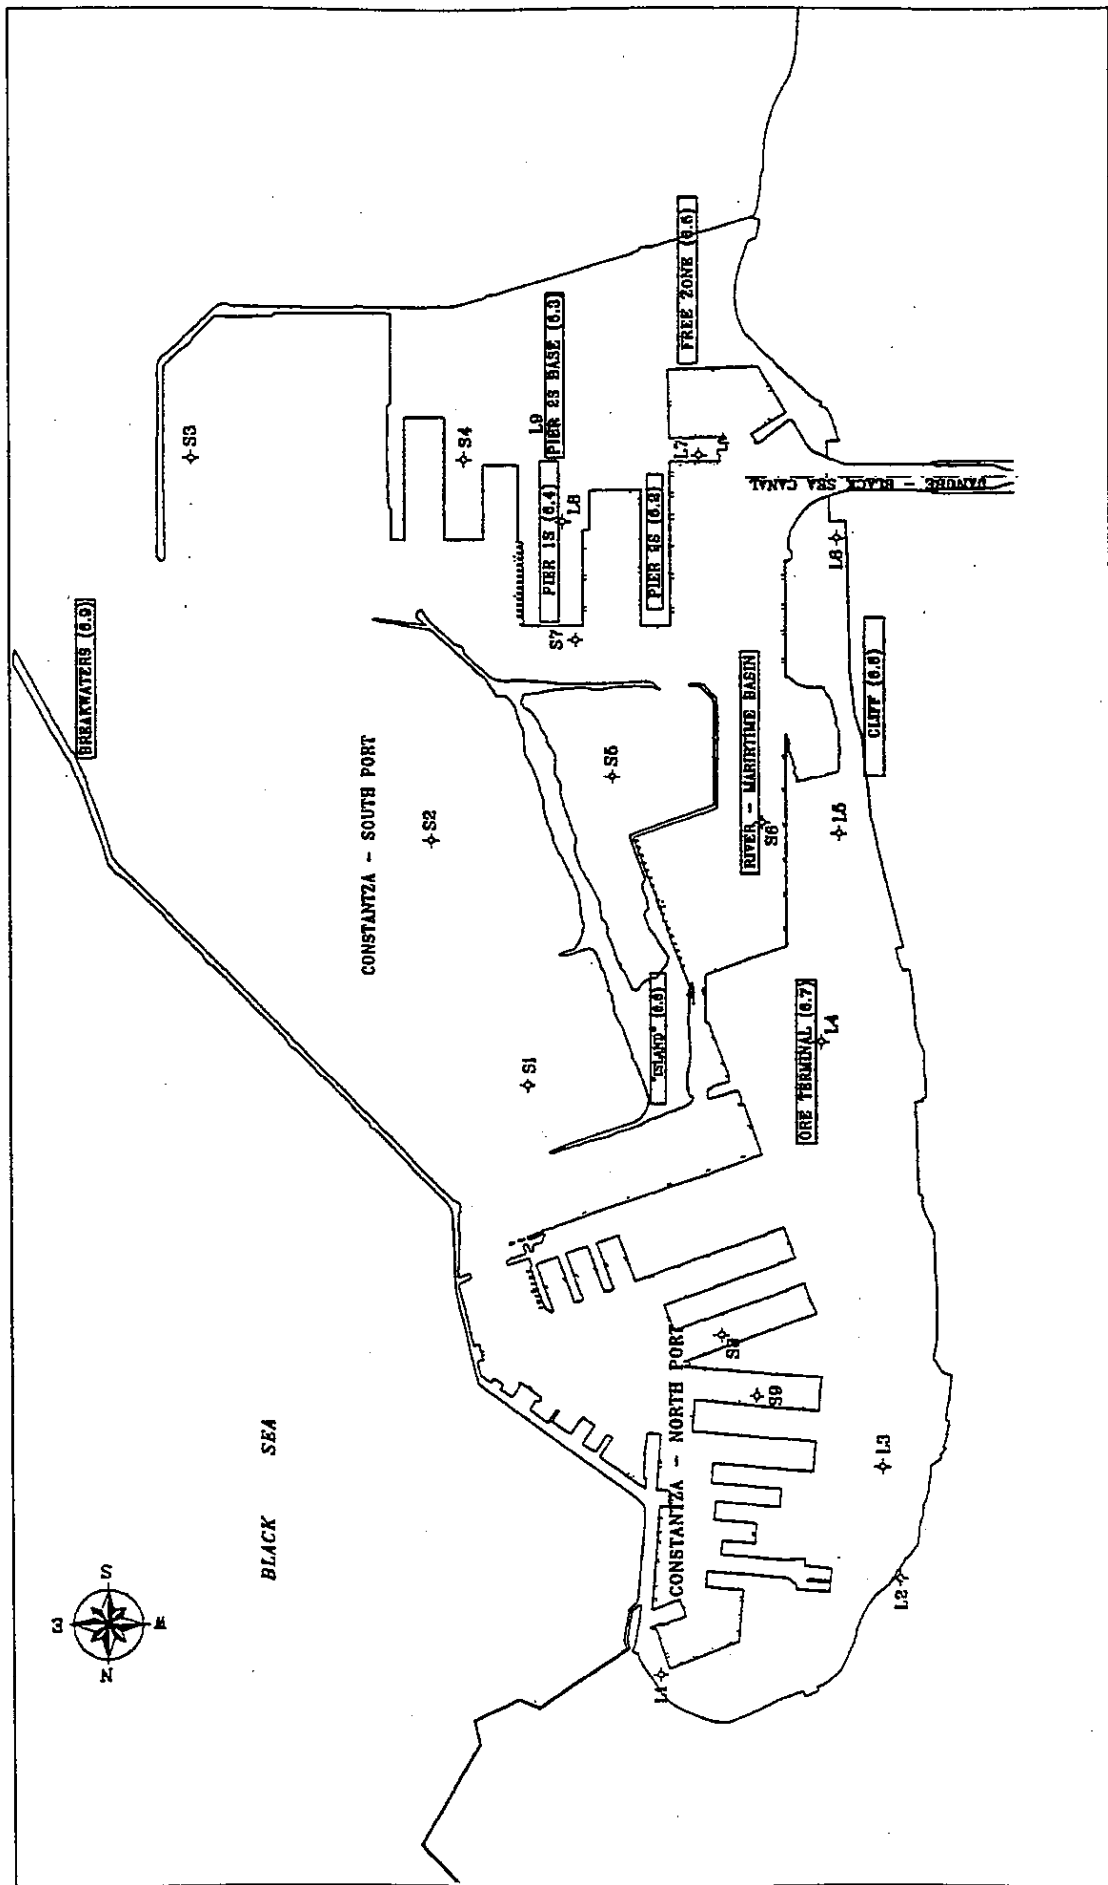 BREAKWATERS (6.9)
S3
CONSTANTZA - SOUTH PORT
S4
L9
PIER 2S BASE (6.3)
PIER 1S (6.4)
L8
S7
FREE ZONE (6.5)
L7
PIER 2S (6.2)
DANUBE - BLACK SEA CANAL
L6
S2
S5
RIVER - MARIRTIME BASIN
S6
CLIFF (6.8)
L5
S1
"ISLAND" (6.6)
ORE TERMINAL (6.7)
L4
BLACK SEA
CONSTANTZA - NORTH PORT
S8
S9
L3
L2
L1
N
S
E
W